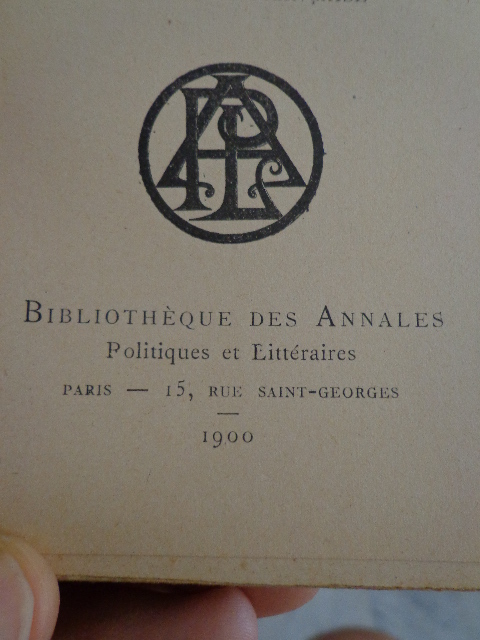 BIBLIOTHÈQUE DES ANNALES
Politiques et Littéraires
PARIS — 15, RUE SAINT-GEORGES
1900